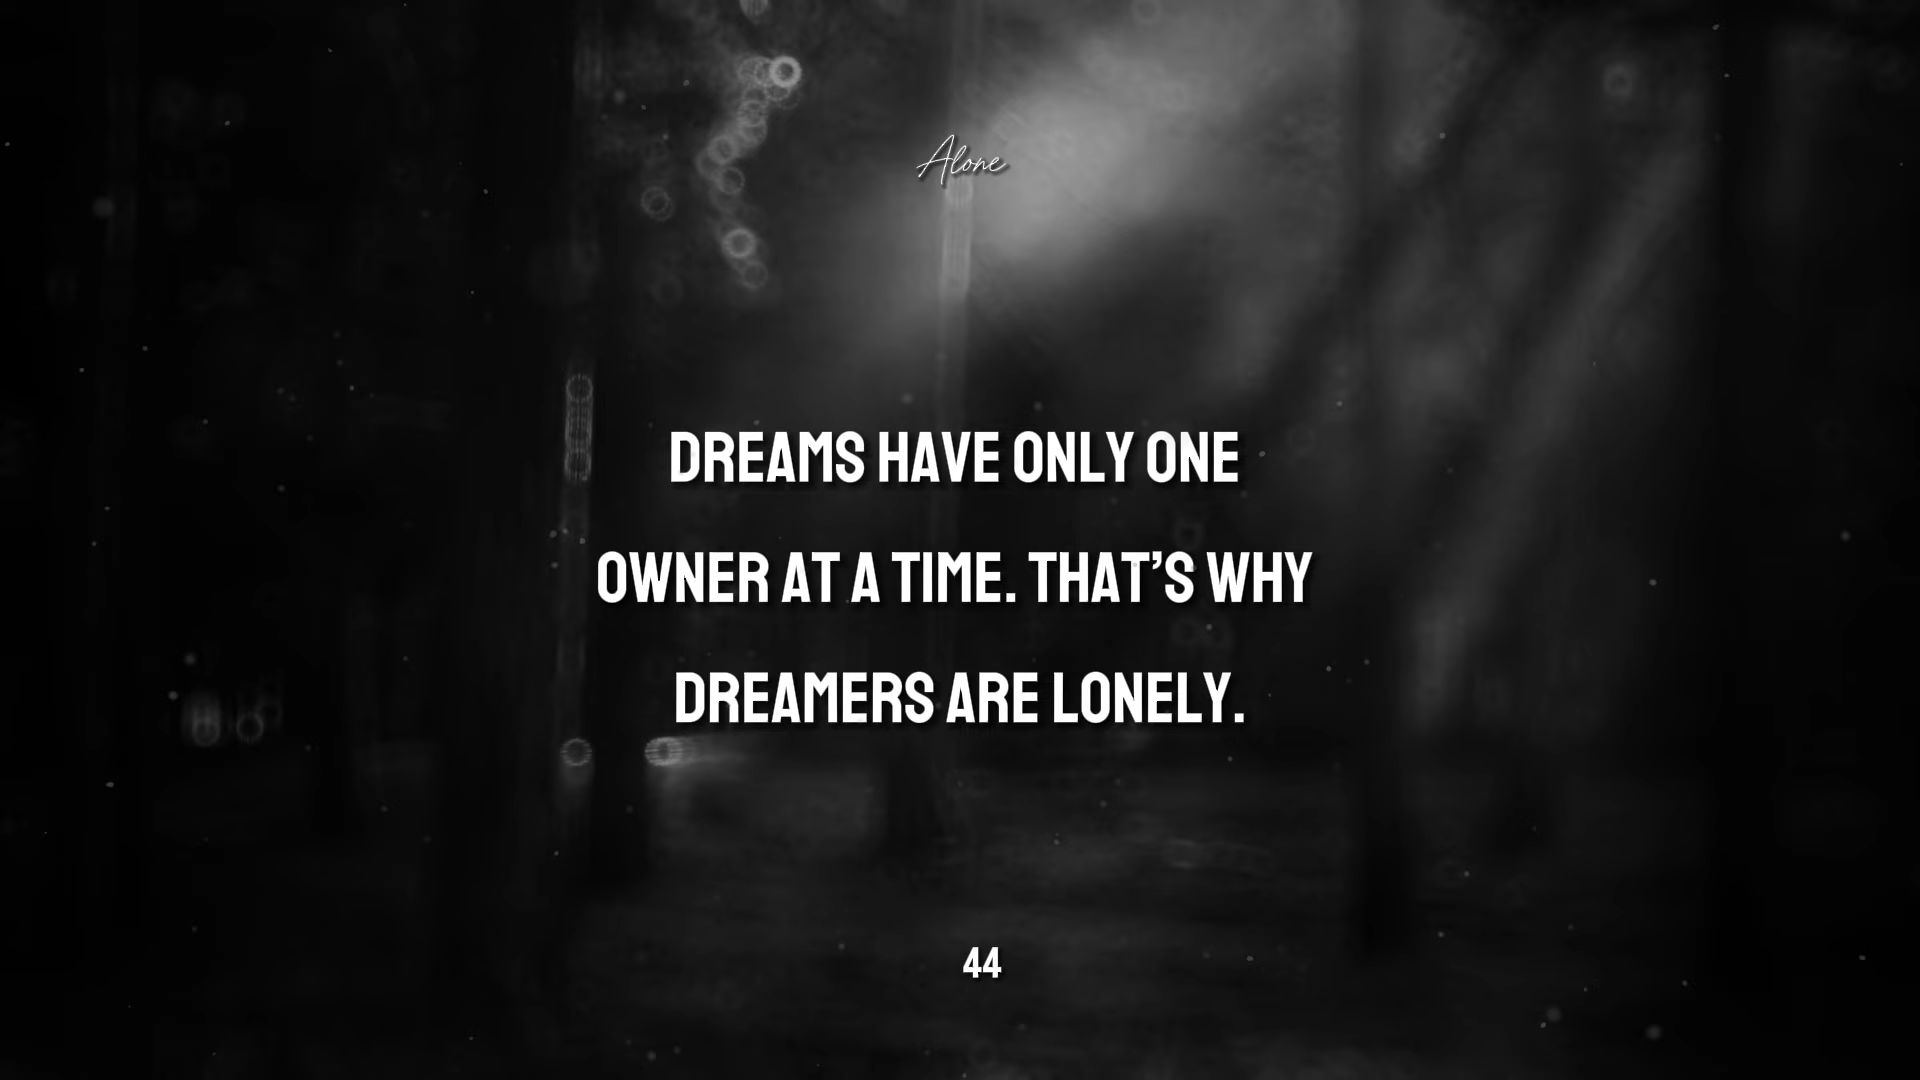 Alone
DREAMS HAVE ONLY ONE
OWNER AT A TIME. THAT’S WHY
DREAMERS ARE LONELY.
44